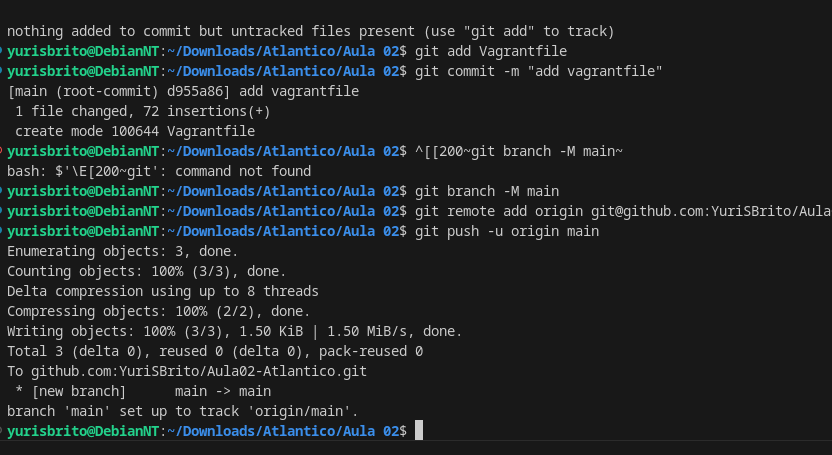 nothing added to commit but untracked files present (use "git add" to track)
yurisbrito@DebianNT:~/Downloads/Atlantico/Aula 02$ git add Vagrantfile
yurisbrito@DebianNT:~/Downloads/Atlantico/Aula 02$ git commit -m "add vagrantfile"
[main (root-commit) d955a86] add vagrantfile
 1 file changed, 72 insertions(+)
 create mode 100644 Vagrantfile
yurisbrito@DebianNT:~/Downloads/Atlantico/Aula 02$ ^[[200~git branch -M main~
bash: $'\E[200~git': command not found
yurisbrito@DebianNT:~/Downloads/Atlantico/Aula 02$ git branch -M main
yurisbrito@DebianNT:~/Downloads/Atlantico/Aula 02$ git remote add origin git@github.com:YuriSBrito/Aula
yurisbrito@DebianNT:~/Downloads/Atlantico/Aula 02$ git push -u origin main
Enumerating objects: 3, done.
Counting objects: 100% (3/3), done.
Delta compression using up to 8 threads
Compressing objects: 100% (2/2), done.
Writing objects: 100% (3/3), 1.50 KiB | 1.50 MiB/s, done.
Total 3 (delta 0), reused 0 (delta 0), pack-reused 0
To github.com:YuriSBrito/Aula02-Atlantico.git
 * [new branch]      main -> main
branch 'main' set up to track 'origin/main'.
yurisbrito@DebianNT:~/Downloads/Atlantico/Aula 02$